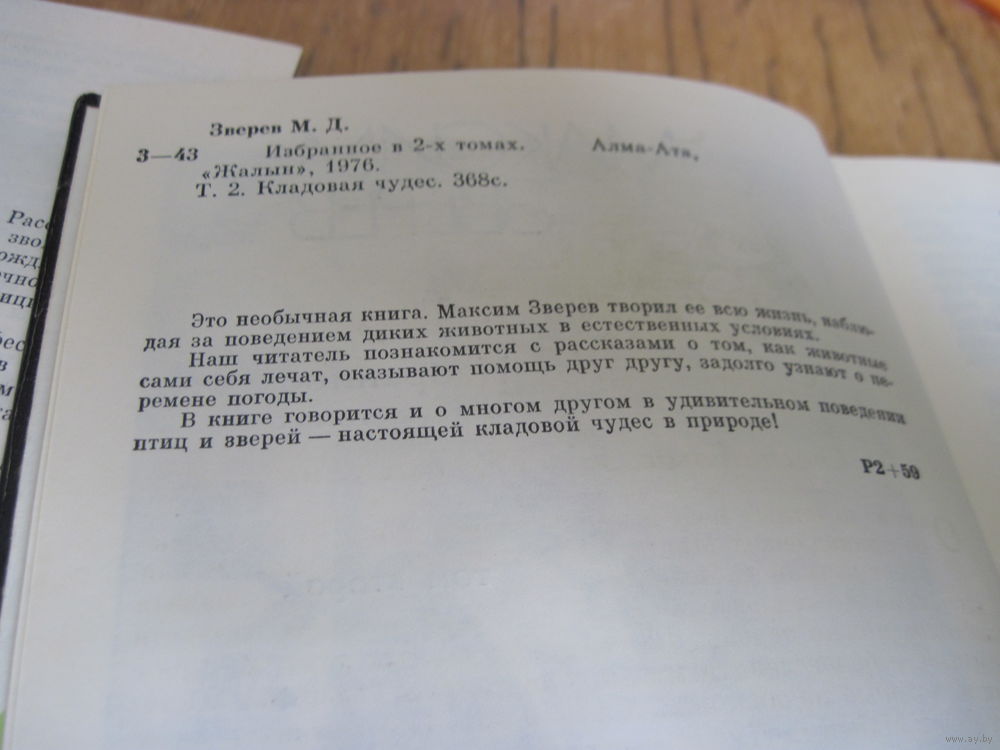 Зверев М. Д.
З—43 Избранное в 2-х томах. Алма-Ата,
«Жалын», 1976.
Т. 2. Кладовая чудес. 368с.
Это необычная книга. Максим Зверев творил ее всю жизнь, наблю-
дая за поведением диких животных в естественных условиях.
Наш читатель познакомится с рассказами о том, как животные
сами себя лечат, оказывают помощь друг другу, задолго узнают о пе-
ремене погоды.
В книге говорится и о многом другом в удивительном поведении
птиц и зверей — настоящей кладовой чудес в природе!
Р2+59
www.ay.by